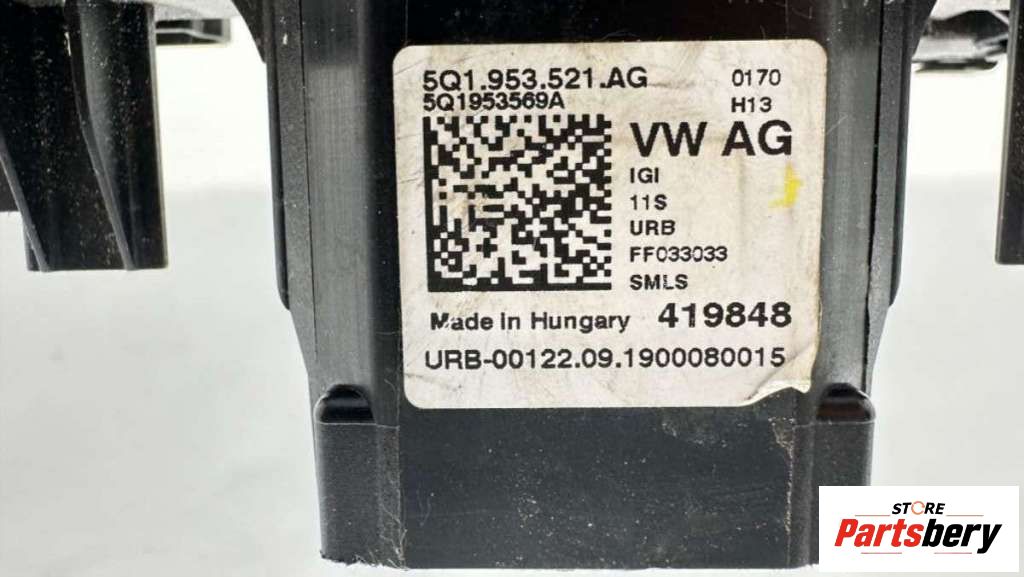 5Q1.953.521.AG 0170
5Q1953569A H13
VW AG
IGI
11S
URB
FF033033
SMLS
Made in Hungary 419848
URB-00122.09.1900080015
STORE
Partsbery